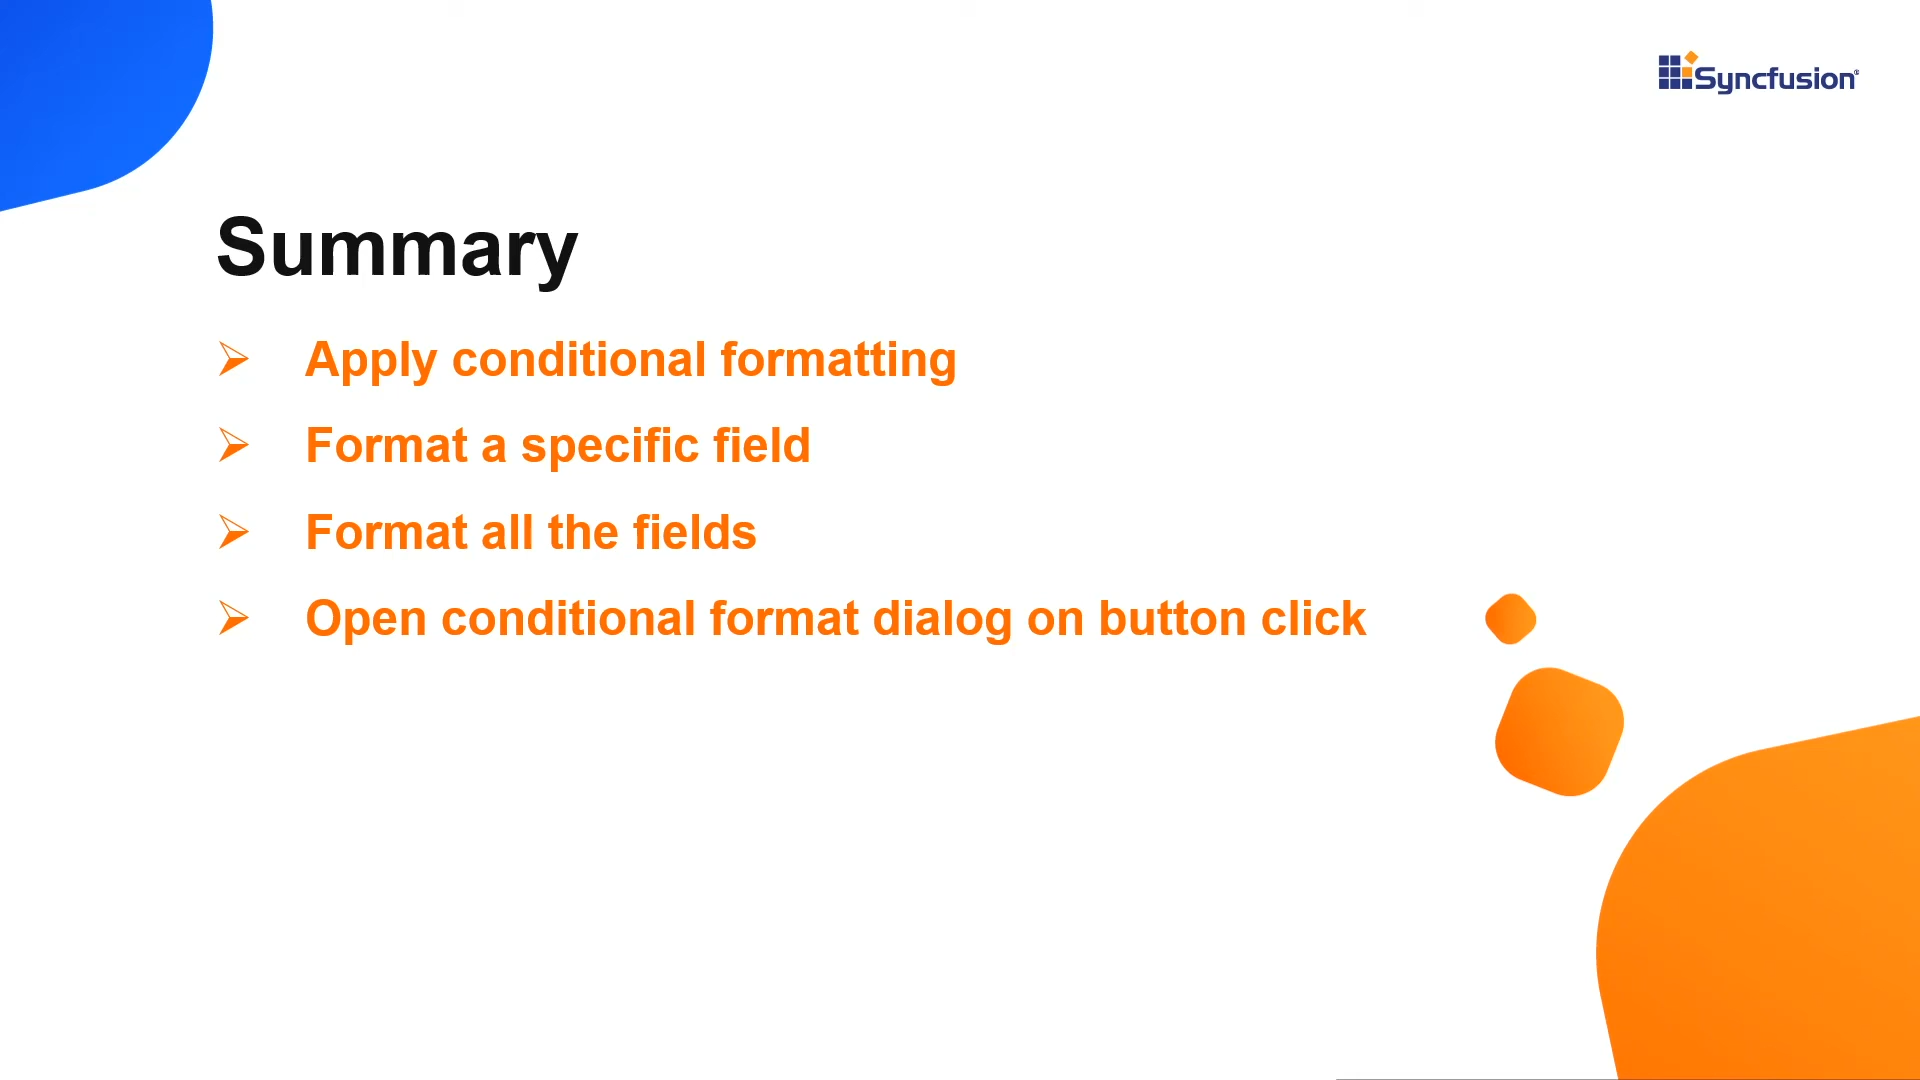 Syncfusion®
Summary
➢ Apply conditional formatting
➢ Format a specific field
➢ Format all the fields
➢ Open conditional format dialog on button click